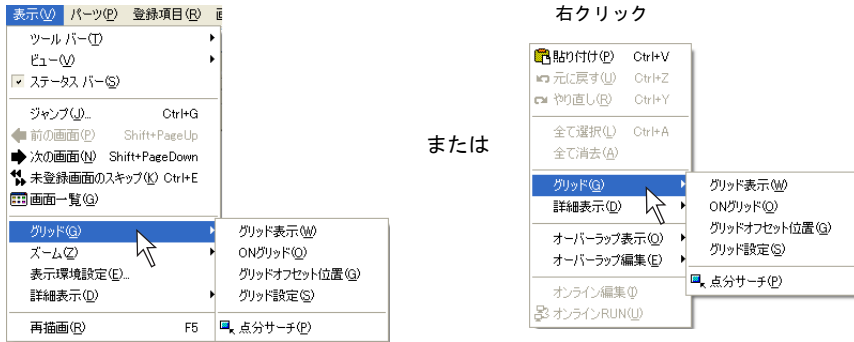 表示(V) パーツ(P) 登録項目(R)
ツール バー(T)
ビュー(V)
ステータス バー(S)
ジャンプ(J)... Ctrl+G
前の画面(P) Shift+PageUp
次の画面(N) Shift+PageDown
未登録画面のスキップ(K) Ctrl+E
画面一覧(G)
グリッド(G)
ズーム(Z)
表示環境設定(E)...
詳細表示(D)
再描画(R) F5
グリッド表示(W)
ONグリッド(O)
グリッドオフセット位置(G)
グリッド設定(S)
点分サーチ(P)
または
右クリック
貼り付け(P) Ctrl+V
元に戻す(U) Ctrl+Z
やり直し(R) Ctrl+Y
全て選択(L) Ctrl+A
全て消去(A)
グリッド(G)
詳細表示(D)
オーバーラップ表示(O)
オーバーラップ編集(E)
オンライン編集(I)
オンラインRUN(U)
グリッド表示(W)
ONグリッド(O)
グリッドオフセット位置(G)
グリッド設定(S)
点分サーチ(P)